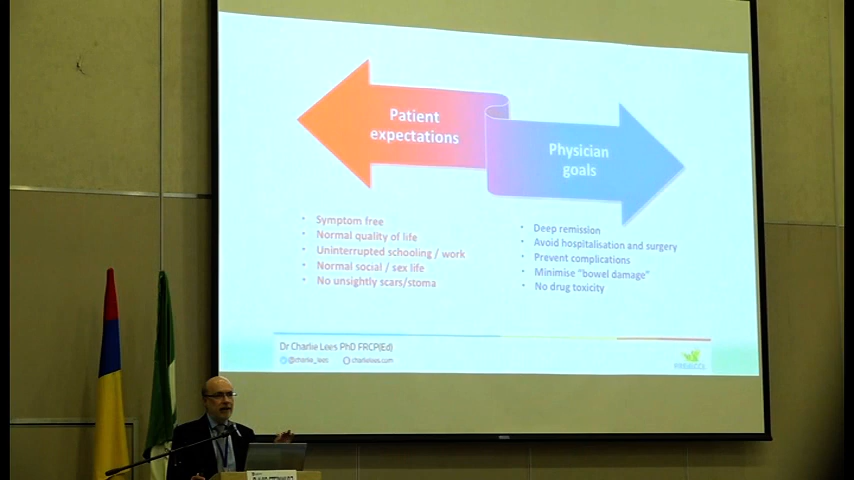 Patient
expectations
Physician
goals
• Symptom free
• Normal quality of life
• Uninterrupted schooling / work
• Normal social / sex life
• No unsightly scars/stoma
• Deep remission
• Avoid hospitalisation and surgery
• Prevent complications
• Minimise "bowel damage"
• No drug toxicity
Dr Charlie Lees PhD FRCP(Ed)
@charlie_lees charlielees.com